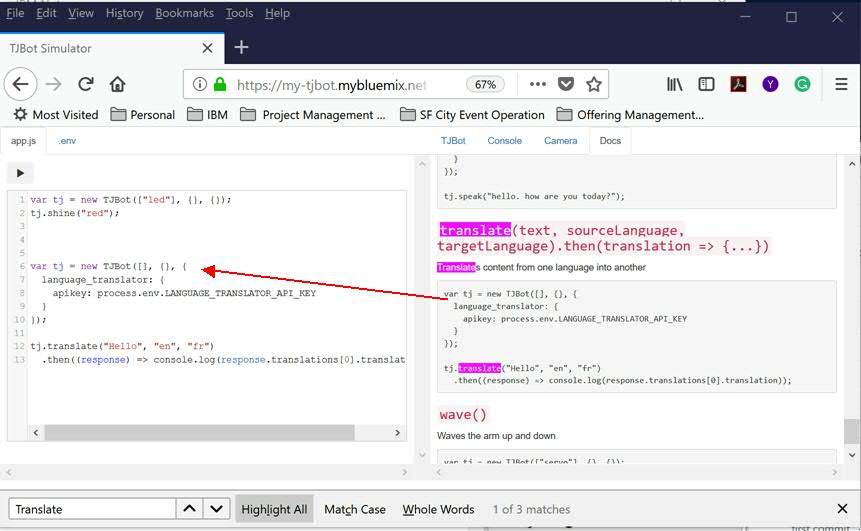 File Edit View History Bookmarks Tools Help
TJBot Simulator
https://my-tjbot.mybluemix.net 67%
Most Visited Personal IBM Project Management ... SF City Event Operation Offering Management...
app.js .env
TJBot Console Camera Docs
1 var tj = new TJBot(["led"], {}, {});
2 tj.shine("red");
3
4
5
6 var tj = new TJBot([], {}, {
7 language_translator: {
8 apikey: process.env.LANGUAGE_TRANSLATOR_API_KEY
9 }
10 });
11
12 tj.translate("Hello", "en", "fr")
13 .then((response) => console.log(response.translations[0].translat
}
});
tj.speak("hello. how are you today?");
translate(text, sourceLanguage,
targetLanguage).then(translation => {...})
Translates content from one language into another
var tj = new TJBot([], {}, {
language_translator: {
apikey: process.env.LANGUAGE_TRANSLATOR_API_KEY
}
});
tj.translate("Hello", "en", "fr")
.then((response) => console.log(response.translations[0].translation));
wave()
Waves the arm up and down
var tj = new TJBot(["servo"], {}, {});
Translate Highlight All Match Case Whole Words 1 of 3 matches
first commit